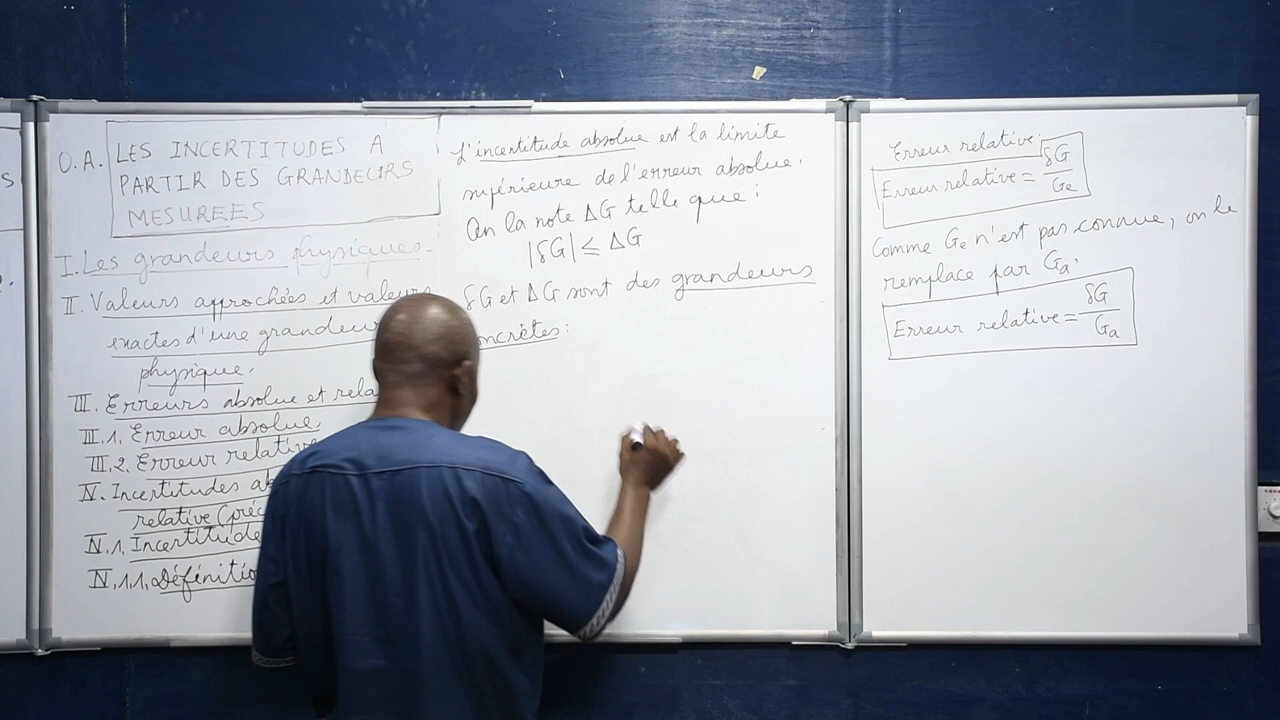 S
O.A. LES INCERTITUDES A
PARTIR DES GRANDEURS
MESUREES
I. Les grandeurs physiques.
II. Valeurs approchées et valeurs
exactes d'une grandeur
physique.
III. Erreurs absolue et rela
III.1. Erreur absolue.
III.2. Erreur relative
IV. Incertitudes ab
relative (préc
IV.1. Incertitude
IV.1.1. Définitio
L'incertitude absolue est la limite
supérieure de l'erreur absolue.
On la note ΔG telle que :
|δG| ≤ ΔG
δG et ΔG sont des grandeurs
oncrètes:
Erreur relative:
Erreur relative = δG/Ge
Comme Ge n'est pas connue, on le
remplace par Ga.
Erreur relative = δG/Ga